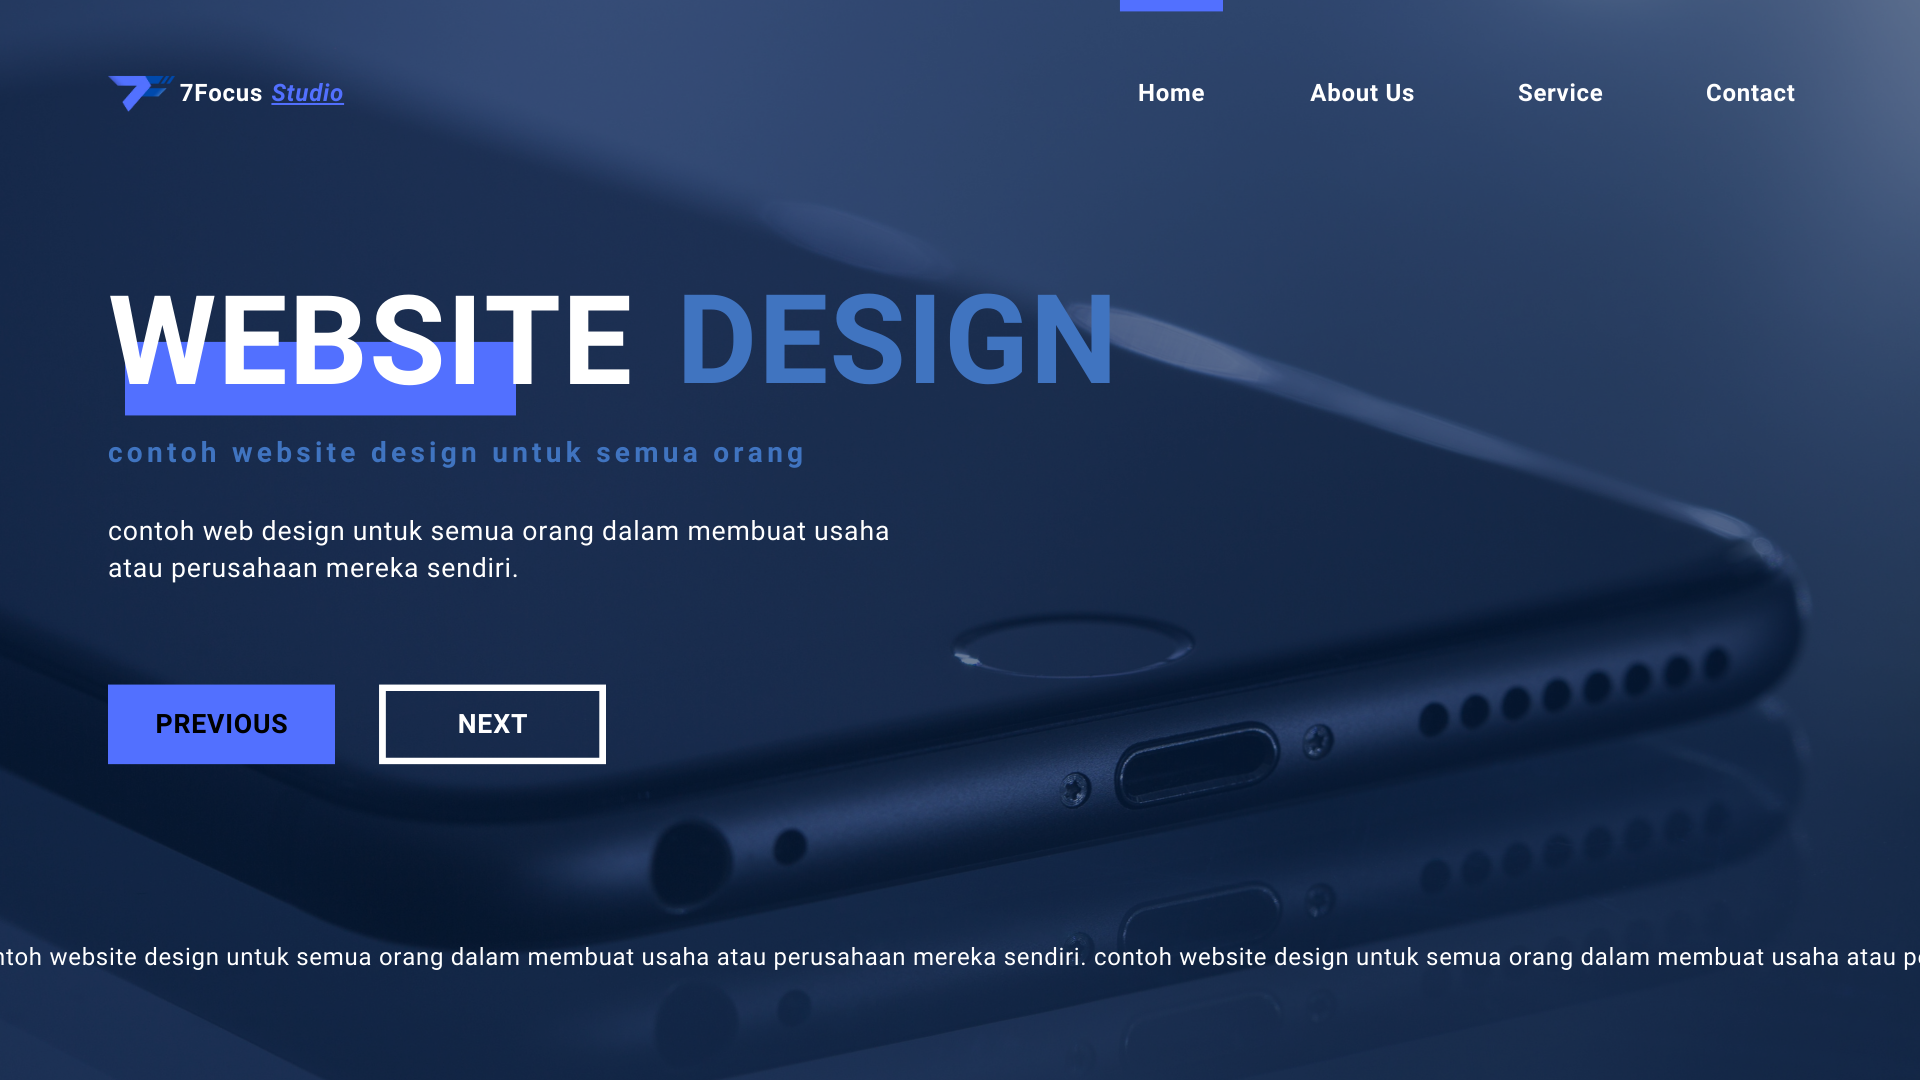 7Focus Studio
Home
About Us
Service
Contact
WEBSITE DESIGN
contoh website design untuk semua orang
contoh web design untuk semua orang dalam membuat usaha
atau perusahaan mereka sendiri.
PREVIOUS
NEXT
website design untuk semua orang dalam membuat usaha atau perusahaan mereka sendiri. contoh website design untuk semua orang dalam membuat usaha atau